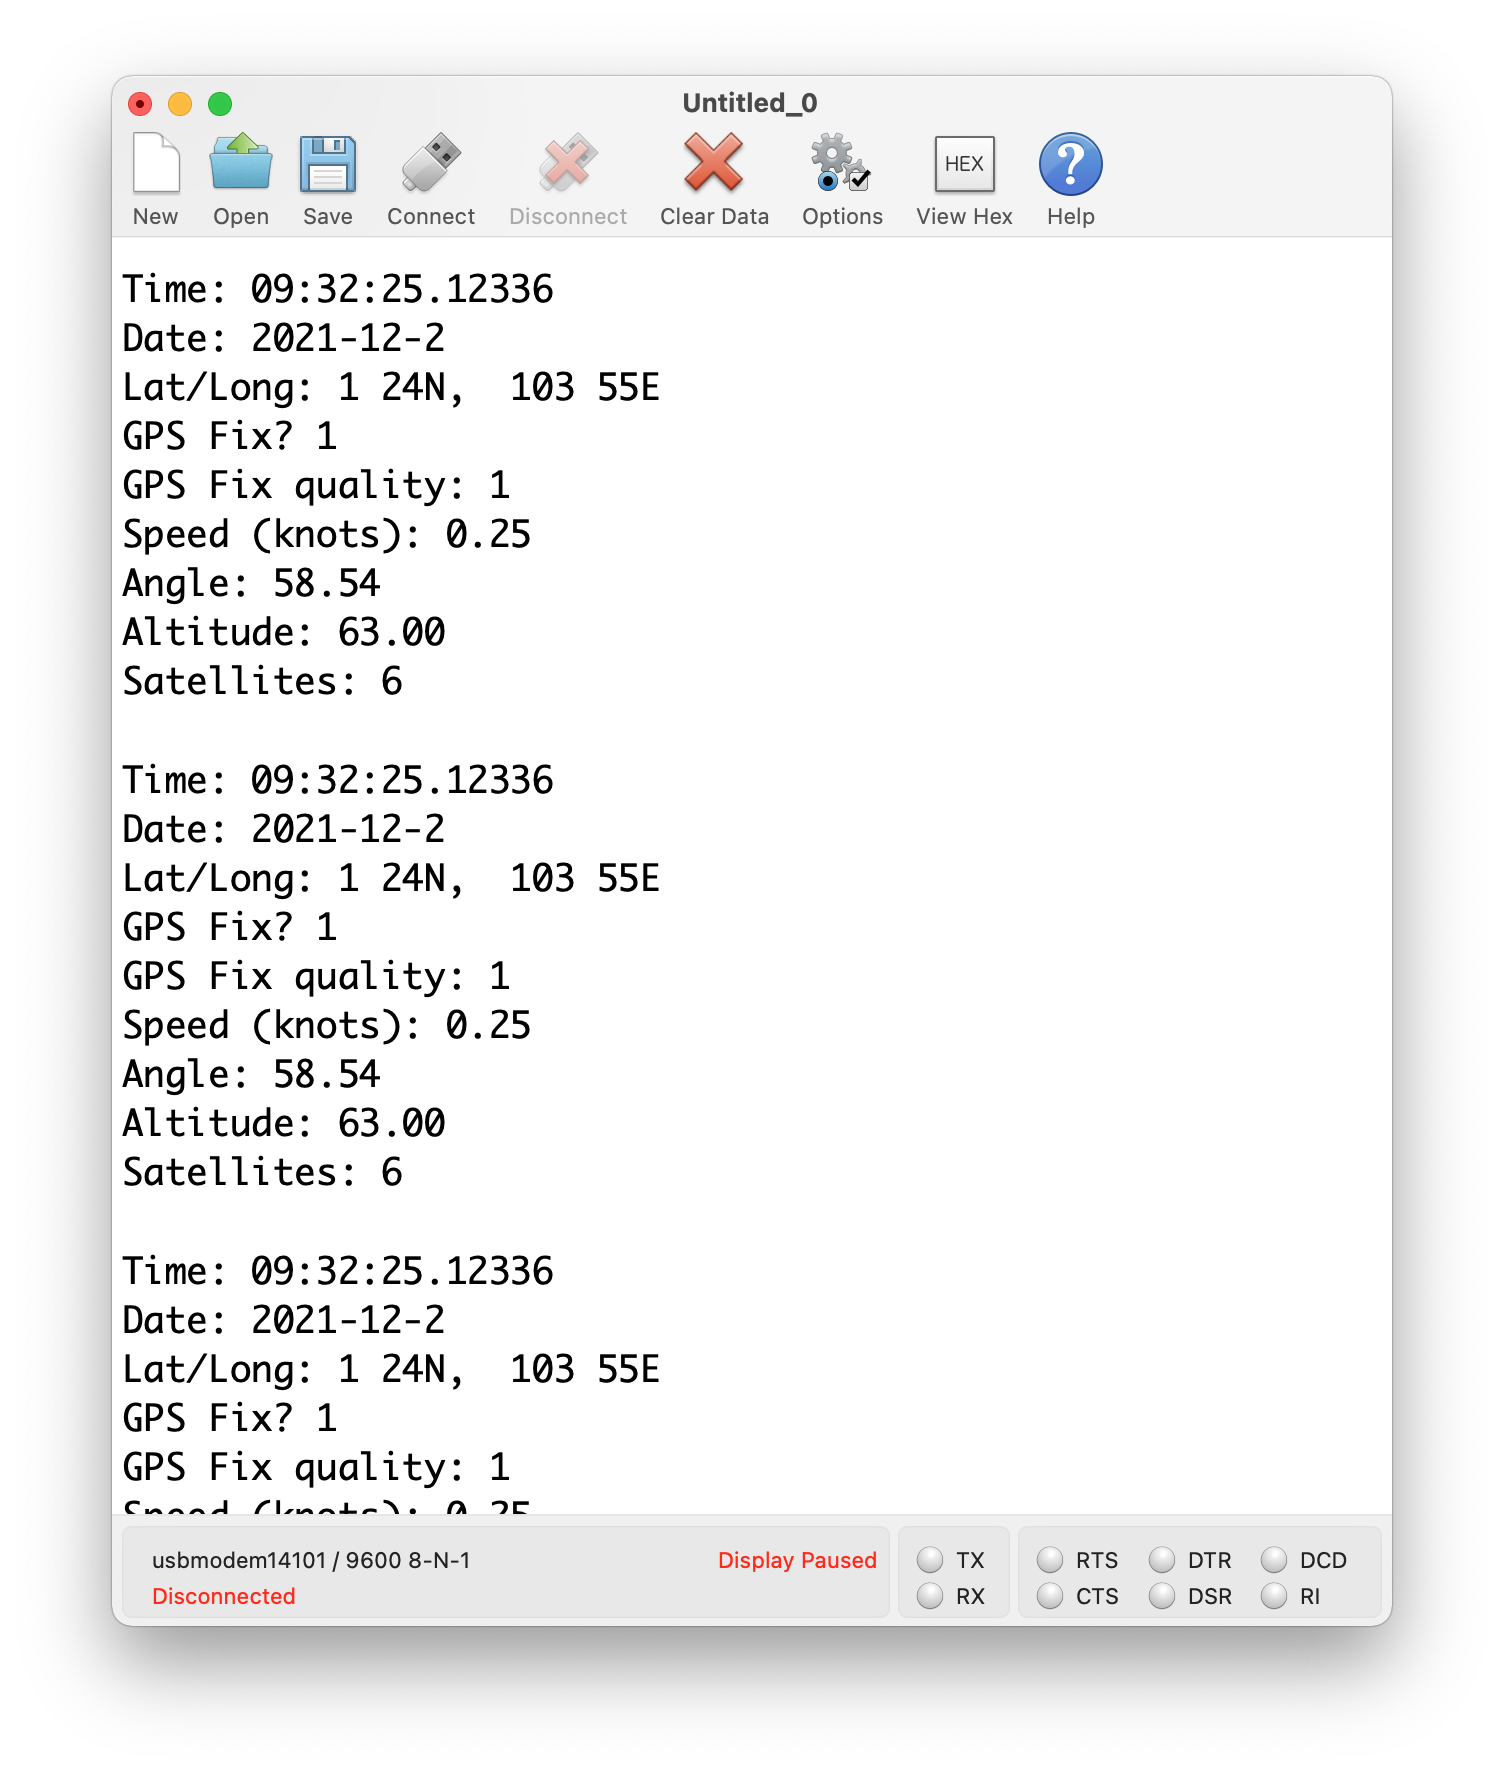 Untitled_0
New Open Save Connect Disconnect Clear Data Options HEX View Hex Help
Time: 09:32:25.12336
Date: 2021-12-2
Lat/Long: 1 24N,  103 55E
GPS Fix? 1
GPS Fix quality: 1
Speed (knots): 0.25
Angle: 58.54
Altitude: 63.00
Satellites: 6
Time: 09:32:25.12336
Date: 2021-12-2
Lat/Long: 1 24N,  103 55E
GPS Fix? 1
GPS Fix quality: 1
Speed (knots): 0.25
Angle: 58.54
Altitude: 63.00
Satellites: 6
Time: 09:32:25.12336
Date: 2021-12-2
Lat/Long: 1 24N,  103 55E
GPS Fix? 1
GPS Fix quality: 1
Speed (knots): 0.25
usbmodem14101 / 9600 8-N-1 Display Paused TX RTS DTR DCD
Disconnected RX CTS DSR RI